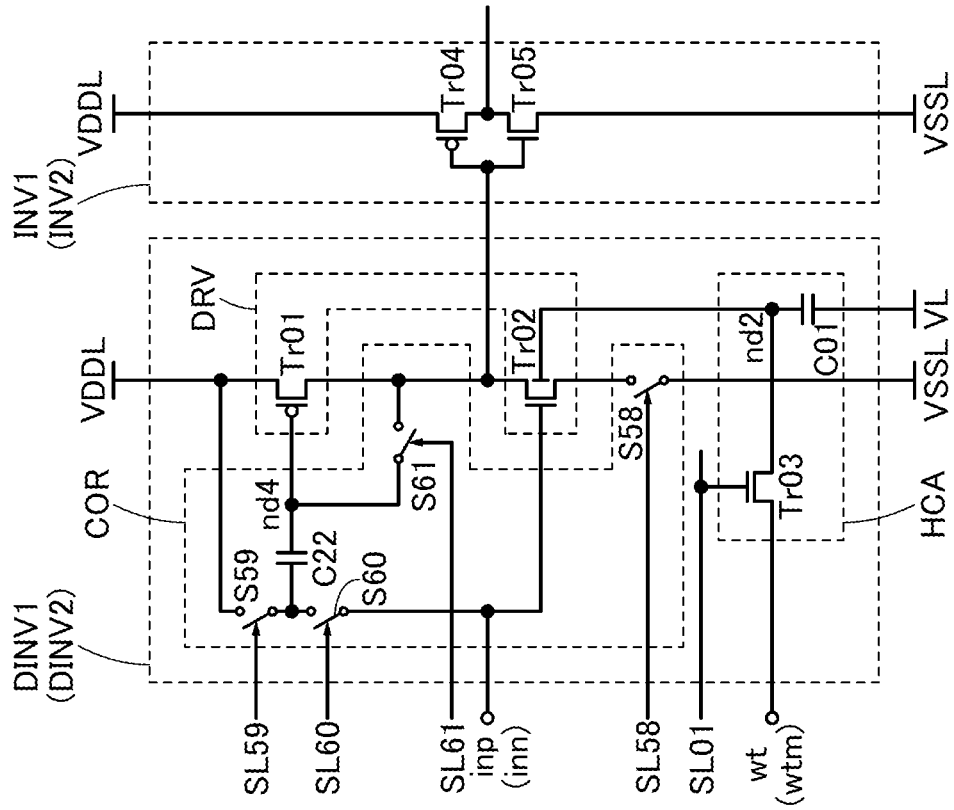 INV1
(INV2)
VDDL
Tr04
Tr05
VSSL
DINV1
(DINV2)
COR
DRV
VDDL
Tr01
nd4
S59
C22
S60
S61
Tr02
S58
nd2
C01
Tr03
HCA
VSSL
VL
SL59
SL60
SL61
inp
(inn)
SL58
SL01
wt
(wtm)